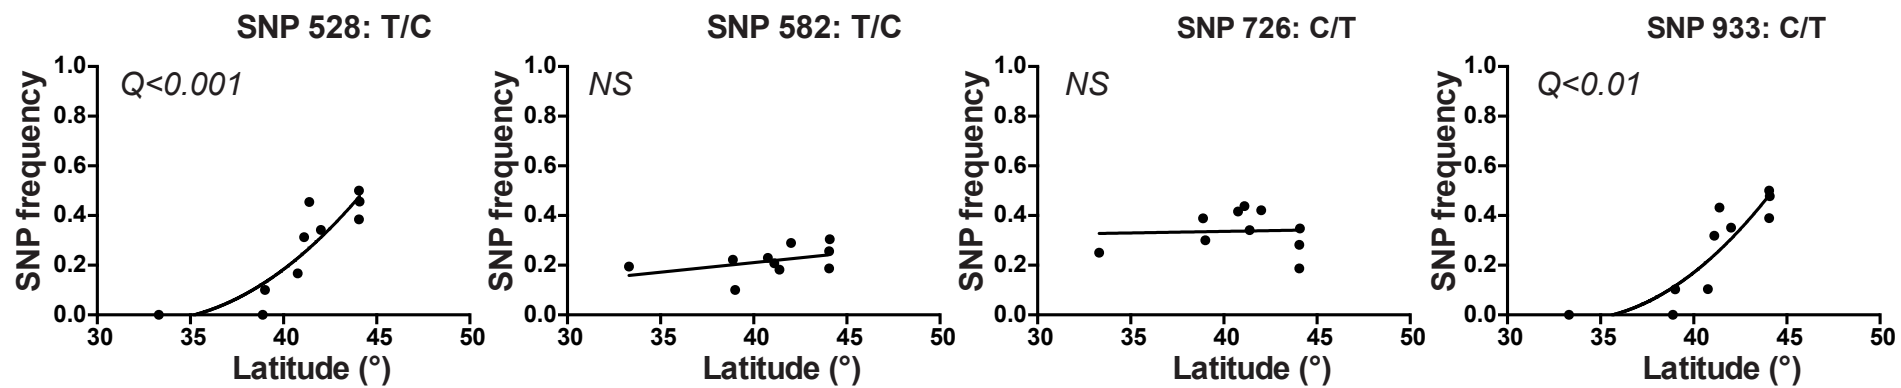 SNP 528: T/C
SNP frequency
1.0
0.8
0.6
0.4
0.2
0.0
Q<0.001
30 35 40 45 50
Latitude (°)
SNP 582: T/C
SNP frequency
1.0
0.8
0.6
0.4
0.2
0.0
NS
30 35 40 45 50
Latitude (°)
SNP 726: C/T
SNP frequency
1.0
0.8
0.6
0.4
0.2
0.0
NS
30 35 40 45 50
Latitude (°)
SNP 933: C/T
SNP frequency
1.0
0.8
0.6
0.4
0.2
0.0
Q<0.01
30 35 40 45 50
Latitude (°)